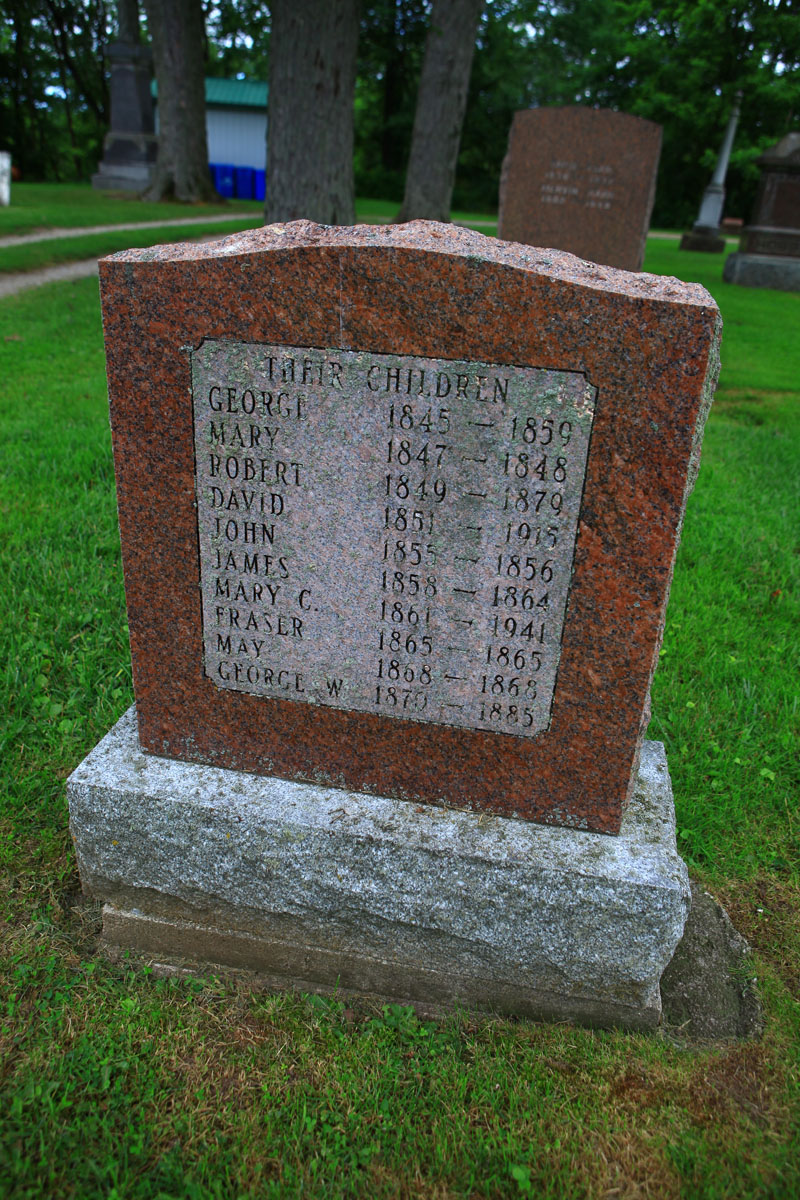 THEIR CHILDREN
GEORGE 1845 — 1859
MARY 1847 — 1848
ROBERT 1849 — 1879
DAVID 1851 — 1915
JOHN 1855 — 1856
JAMES 1858 — 1864
MARY C. 1861 — 1941
FRASER 1865 — 1865
MAY 1868 — 1868
GEORGE W 1870 — 1885